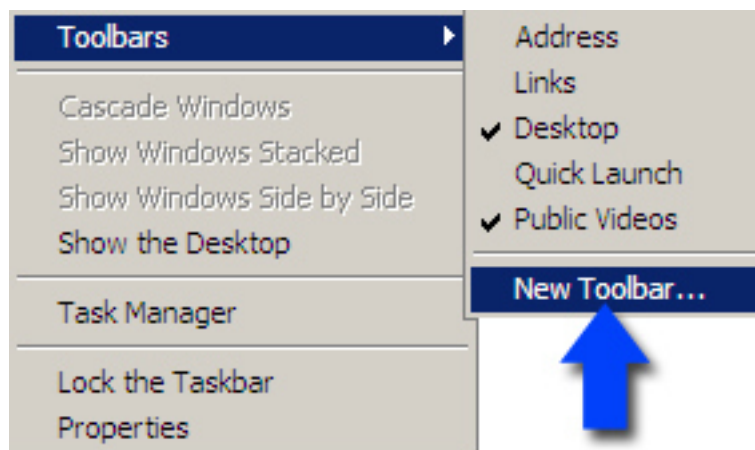 Toolbars
Cascade Windows
Show Windows Stacked
Show Windows Side by Side
Show the Desktop
Task Manager
Lock the Taskbar
Properties
Address
Links
Desktop
Quick Launch
Public Videos
New Toolbar...